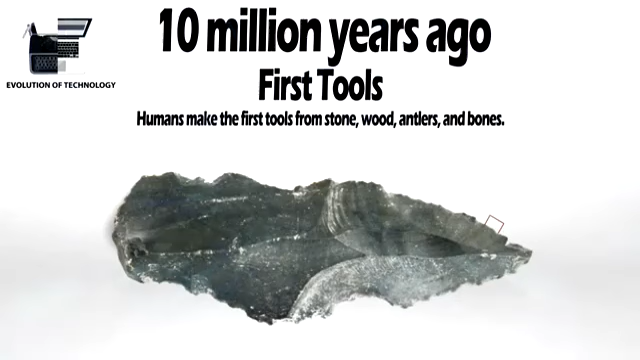 10 million years ago
First Tools
EVOLUTION OF TECHNOLOGY
Humans make the first tools from stone, wood, antlers, and bones.